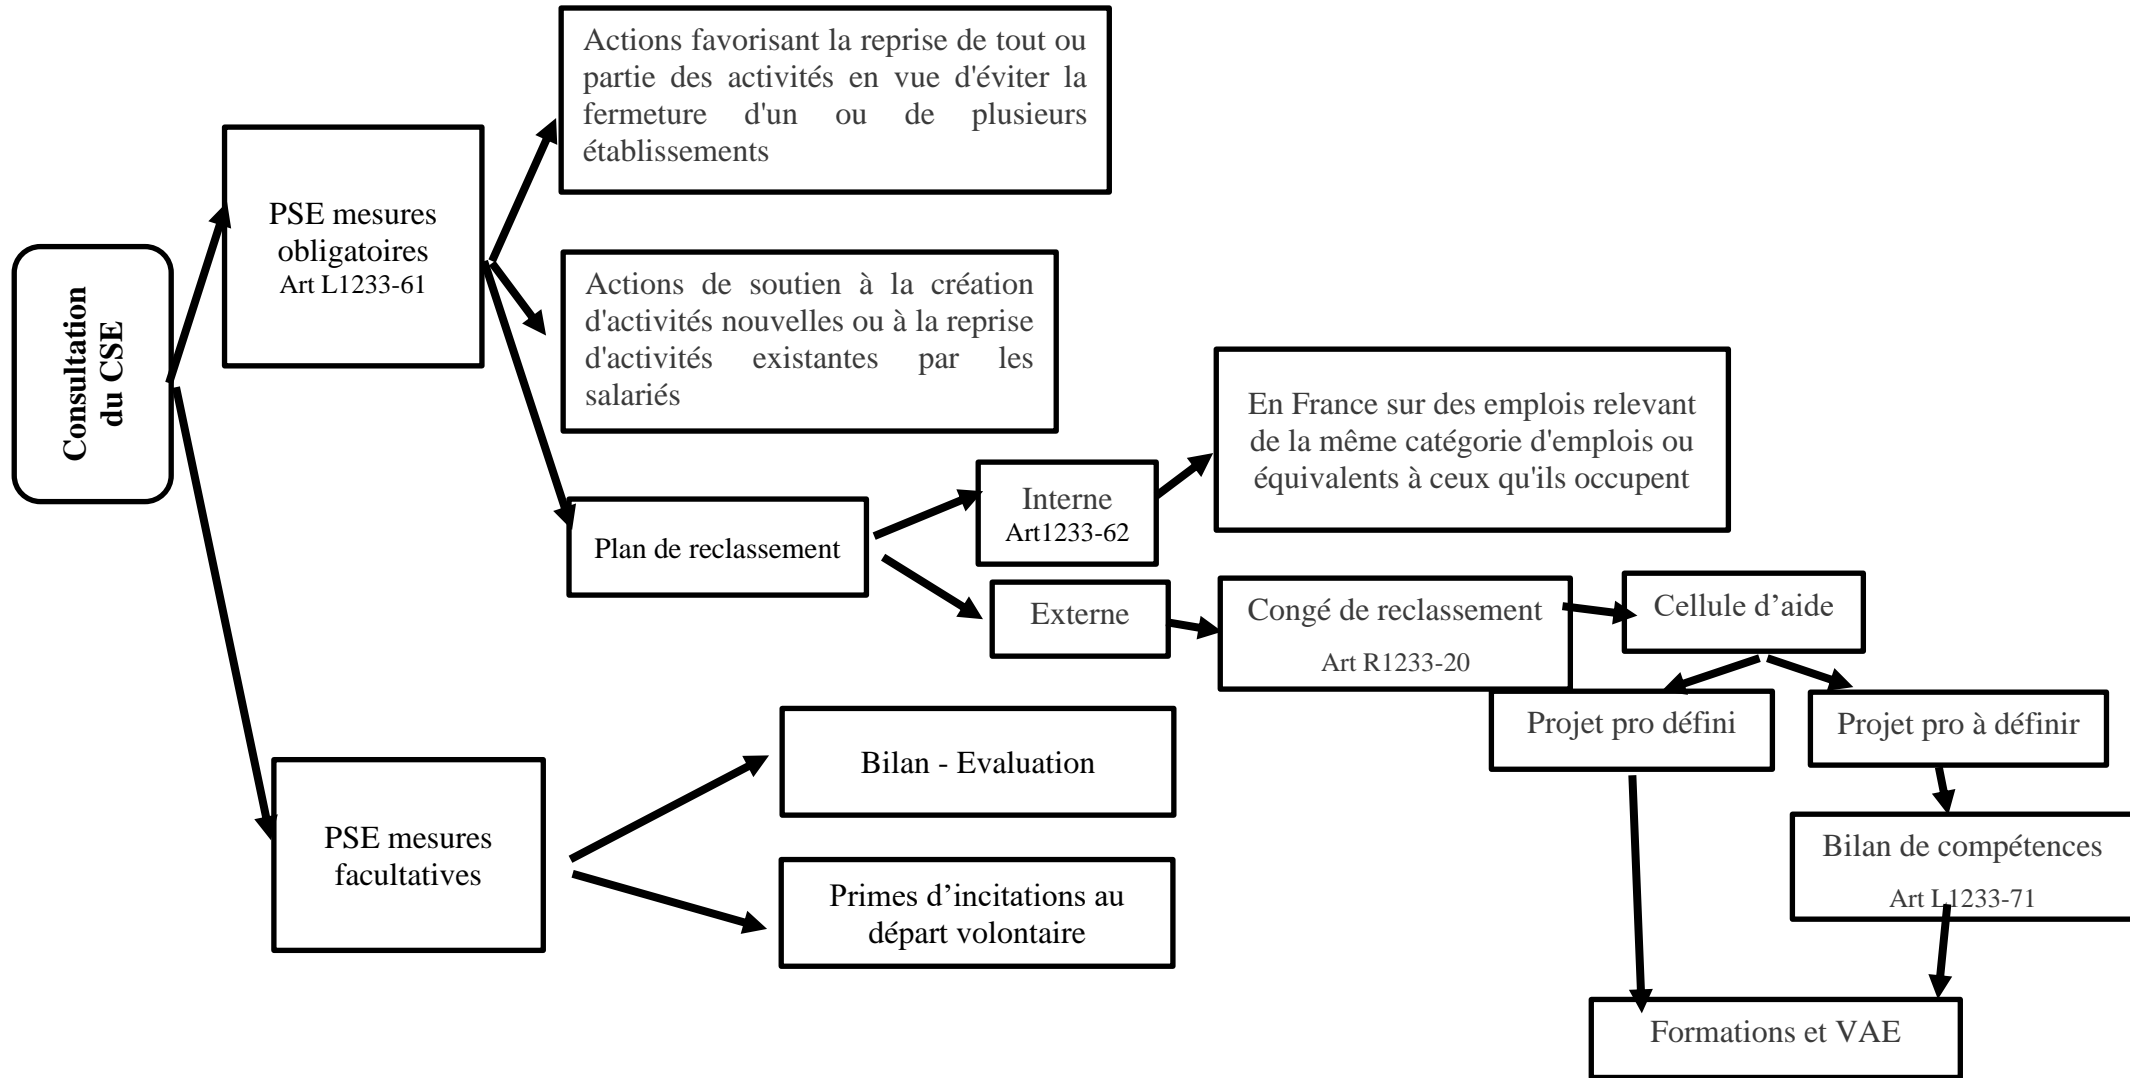 Consultation
du CSE
PSE mesures
obligatoires
Art L1233-61
Actions favorisant la reprise de tout ou
partie des activités en vue d'éviter la
fermeture d'un ou de plusieurs
établissements
Actions de soutien à la création
d'activités nouvelles ou à la reprise
d'activités existantes par les
salariés
Plan de reclassement
Interne
Art1233-62
En France sur des emplois relevant
de la même catégorie d'emplois ou
équivalents à ceux qu'ils occupent
Externe
Congé de reclassement
Art R1233-20
Cellule d’aide
Projet pro défini
Projet pro à définir
Bilan de compétences
Art L1233-71
Formations et VAE
PSE mesures
facultatives
Bilan - Evaluation
Primes d’incitations au
départ volontaire